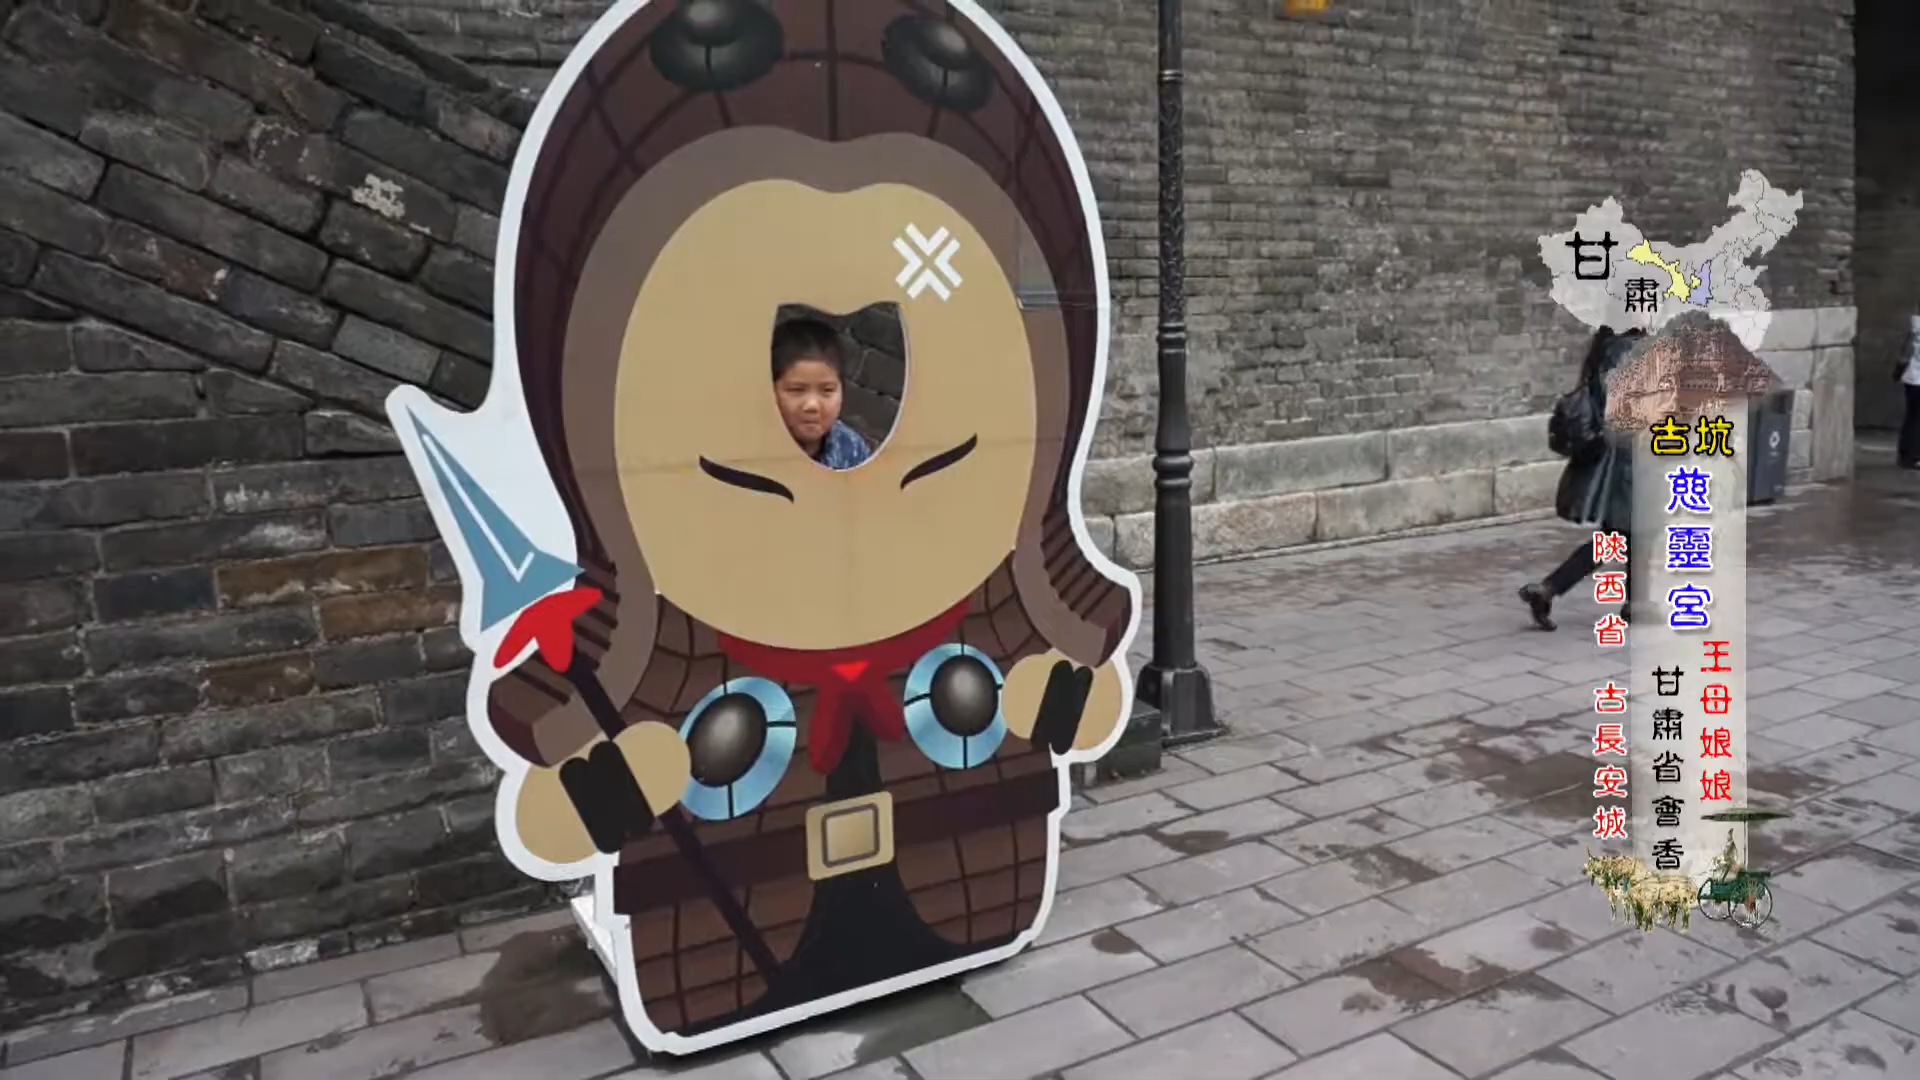 甘肅
古坑
慈靈宮
王母娘娘
甘肅省會香
陝西省 古長安城